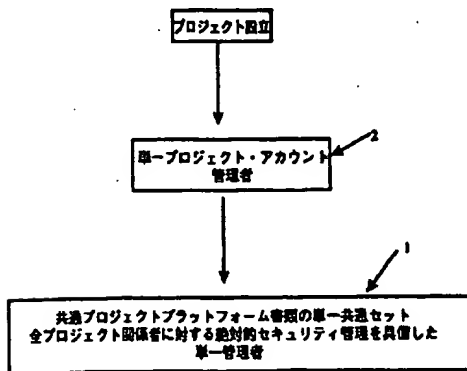 プロジェクト設立
2
単一プロジェクト・アカウント
管理者
1
共通プロジェクトプラットフォーム書類の単一共通セット
全プロジェクト関係者に対する絶対的セキュリティ管理を具備した
単一管理者